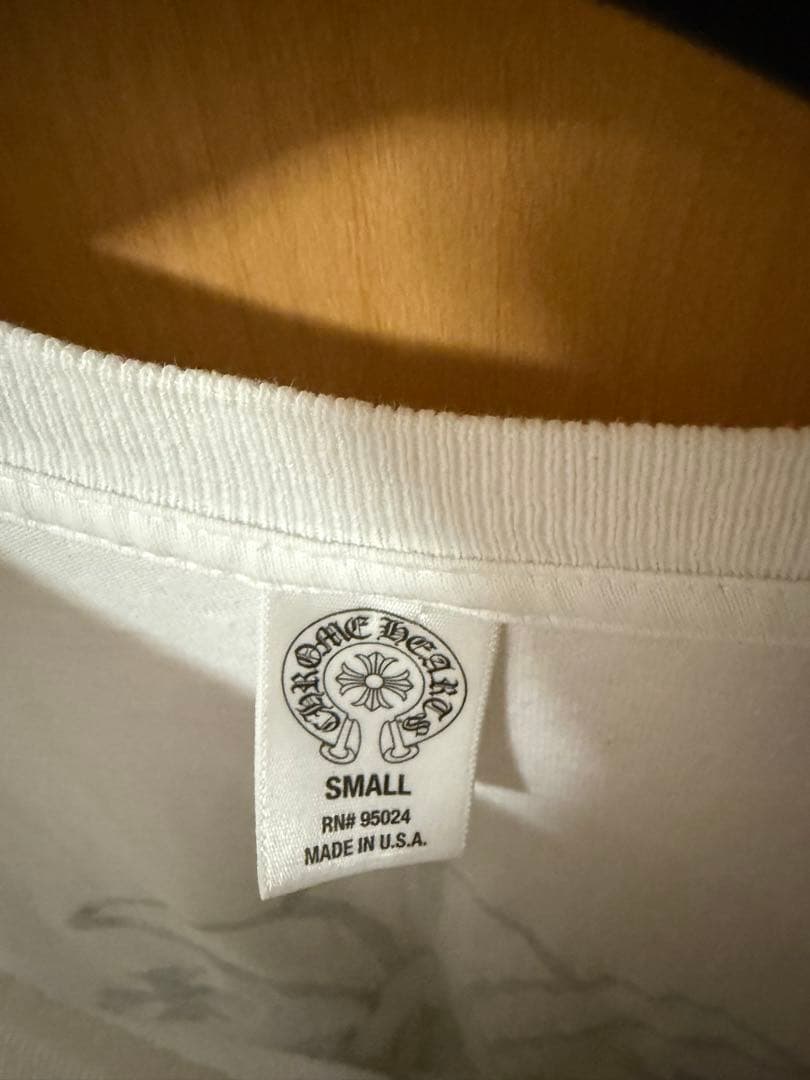 CHROME HEARTS
SMALL
RN# 95024
MADE IN U.S.A.